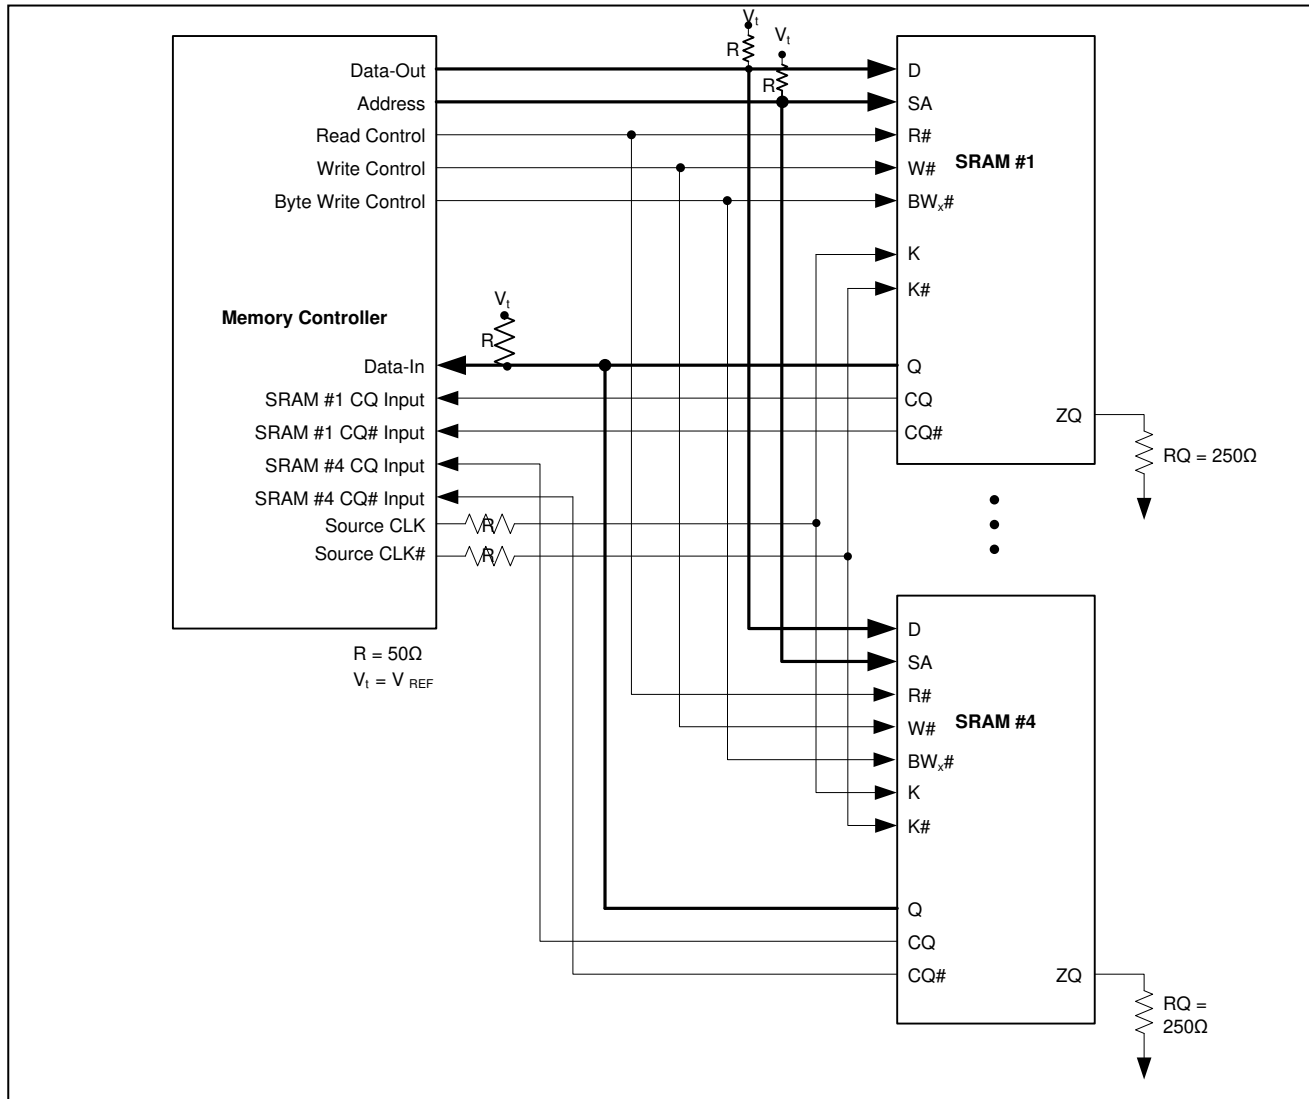 Vt
Vt
R
R
Data-Out
Address
Read Control
Write Control
Byte Write Control
Memory Controller
Vt
R
Data-In
SRAM #1 CQ Input
SRAM #1 CQ# Input
SRAM #4 CQ Input
SRAM #4 CQ# Input
Source CLK
R
Source CLK#
R
R = 50Ω
Vt = V REF
D
SA
R#
SRAM #1
W#
BWx#
K
K#
Q
CQ
CQ#
ZQ
RQ = 250Ω
D
SA
R#
SRAM #4
W#
BWx#
K
K#
Q
CQ
CQ#
ZQ
RQ =
250Ω